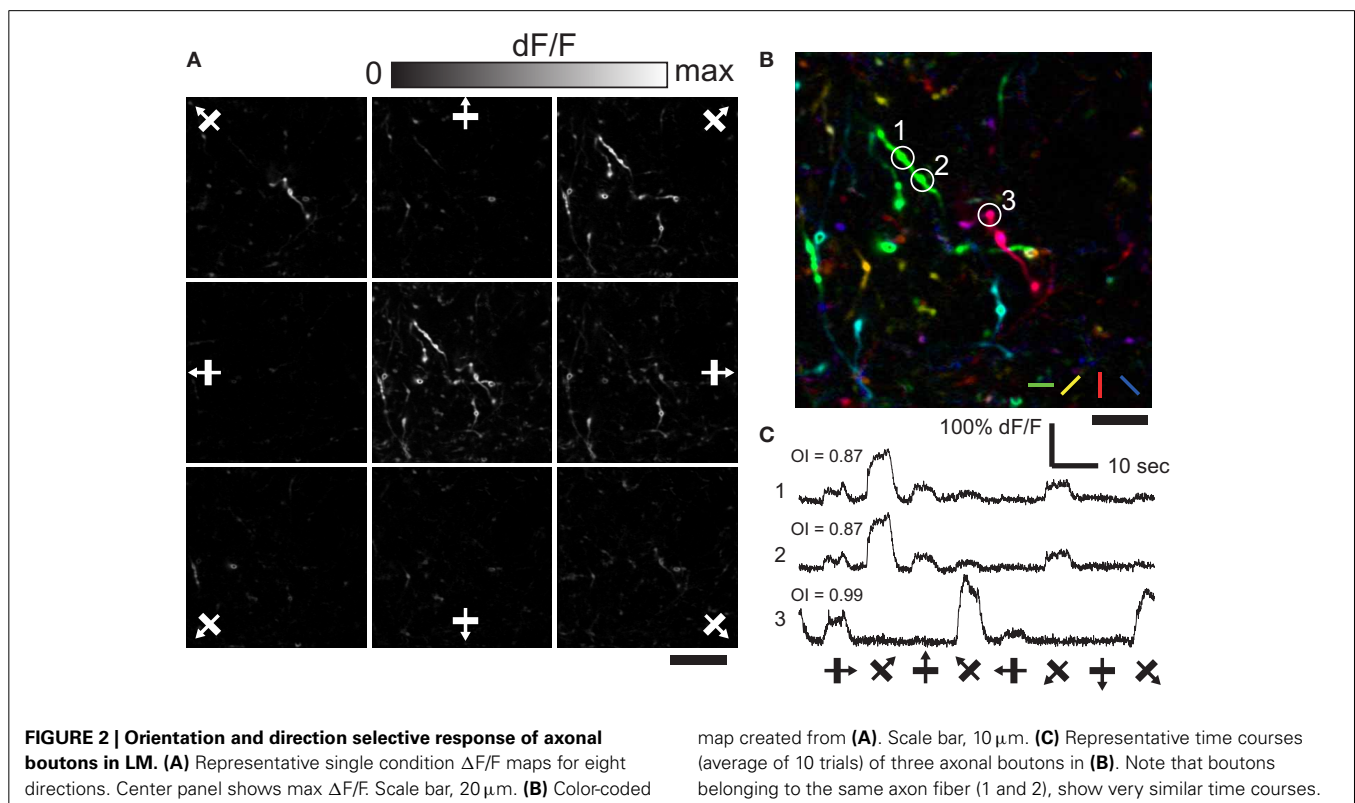 A
dF/F
0
max
B
1
2
3
100% dF/F
10 sec
C
OI = 0.87
1
OI = 0.87
2
OI = 0.99
3
FIGURE 2 | Orientation and direction selective response of axonal
boutons in LM. (A) Representative single condition ΔF/F maps for eight
directions. Center panel shows max ΔF/F. Scale bar, 20 μm. (B) Color-coded
map created from (A). Scale bar, 10 μm. (C) Representative time courses
(average of 10 trials) of three axonal boutons in (B). Note that boutons
belonging to the same axon fiber (1 and 2), show very similar time courses.